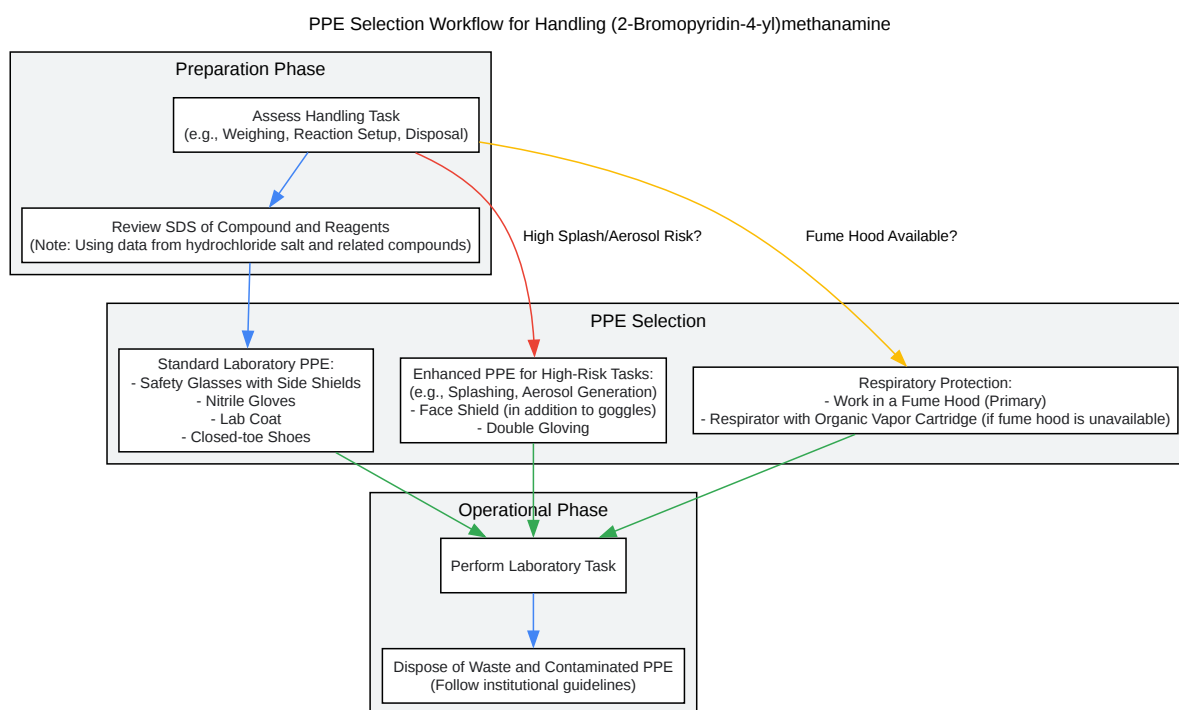 PPE Selection Workflow for Handling (2-Bromopyridin-4-yl)methanamine
Preparation Phase
Assess Handling Task
(e.g., Weighing, Reaction Setup, Disposal)
Review SDS of Compound and Reagents
(Note: Using data from hydrochloride salt and related compounds)
High Splash/Aerosol Risk?
Fume Hood Available?
PPE Selection
Standard Laboratory PPE:
- Safety Glasses with Side Shields
- Nitrile Gloves
- Lab Coat
- Closed-toe Shoes
Enhanced PPE for High-Risk Tasks:
(e.g., Splashing, Aerosol Generation)
- Face Shield (in addition to goggles)
- Double Gloving
Respiratory Protection:
- Work in a Fume Hood (Primary)
- Respirator with Organic Vapor Cartridge (if fume hood is unavailable)
Operational Phase
Perform Laboratory Task
Dispose of Waste and Contaminated PPE
(Follow institutional guidelines)